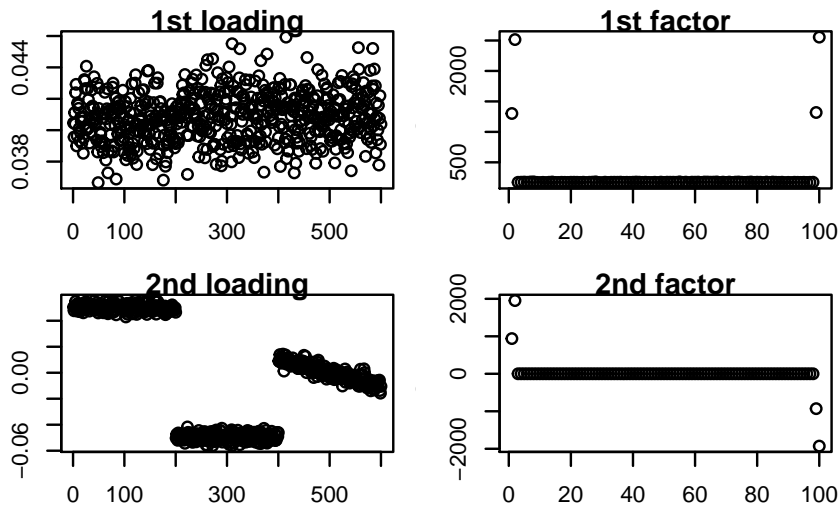 1st loading
1st factor
0.044
0.038
2000
500
0 100 300 500
0 20 40 60 80 100
2nd loading
2nd factor
0.00
−0.06
2000
0
−2000
0 100 300 500
0 20 40 60 80 100